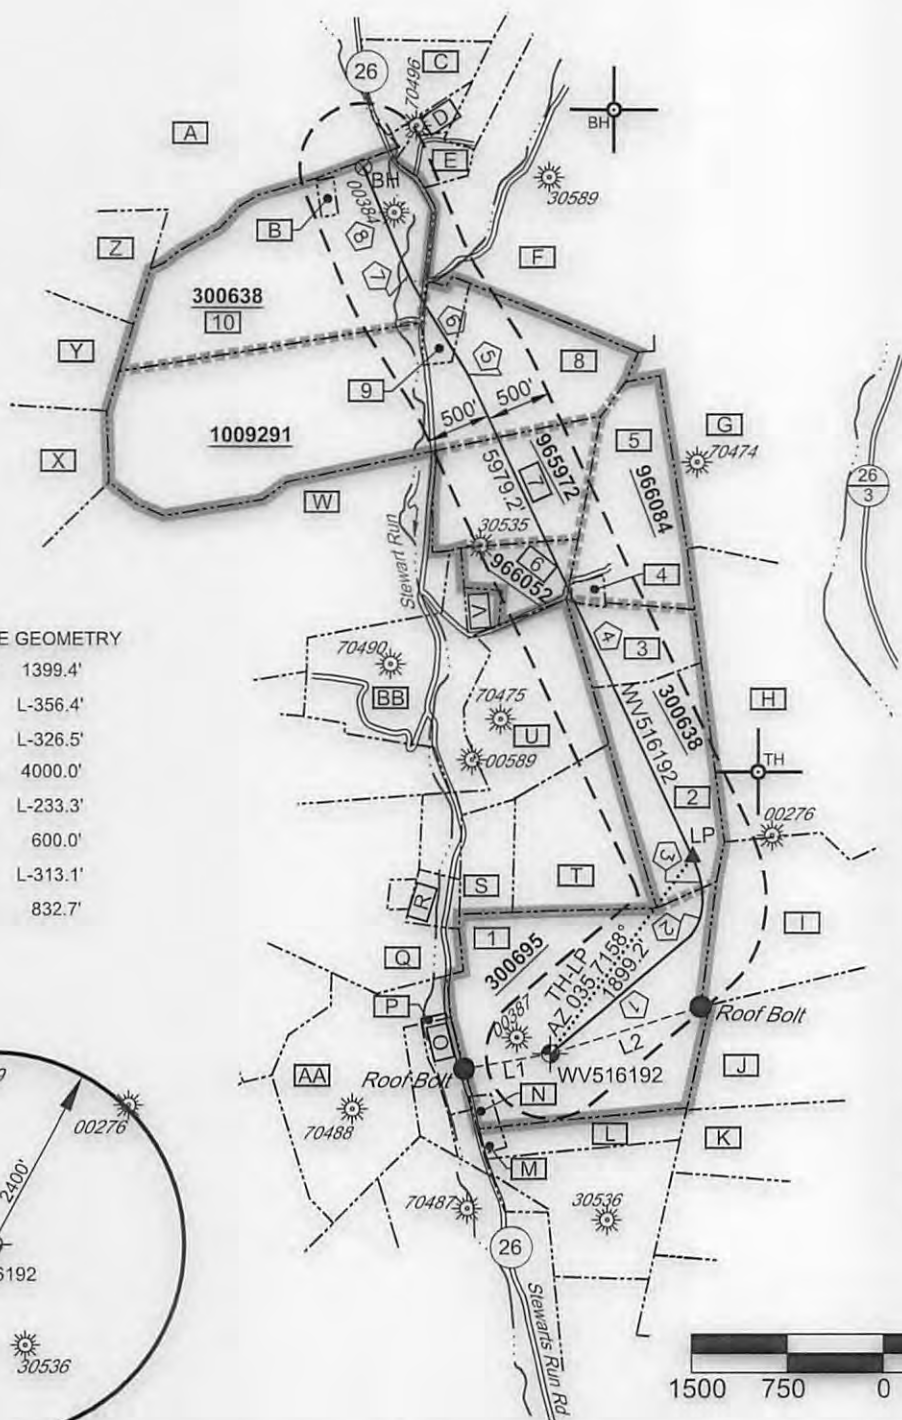 26
C
70496
D
BH
A
E
BH
00384
30589
B
8
F
Z
7
300638
10
6
Y
5
8
9
500'
500'
5
G
1009291
70474
X
965972
966084
26
3
W
5979.2'
7
30535
Stewart Run
6
966052
4
V
E GEOMETRY
4
3
1399.4'
70490
L-356.4'
BB
70475
WV516192
300638
H
L-326.5'
U
4000.0'
00589
TH
L-233.3'
2
00276
600.0'
LP
L-313.1'
3
832.7'
S
T
R
1
2
I
Q
300695
TH-LP
AZ 035.7158°
1899.2'
P
00387
1
Roof Bolt
O
L2
Roof Bolt
L1
WV516192
J
AA
N
00276
70488
L
K
2400'
M
70487
30536
6192
26
30536
Stewarts Run Rd
1500
750
0